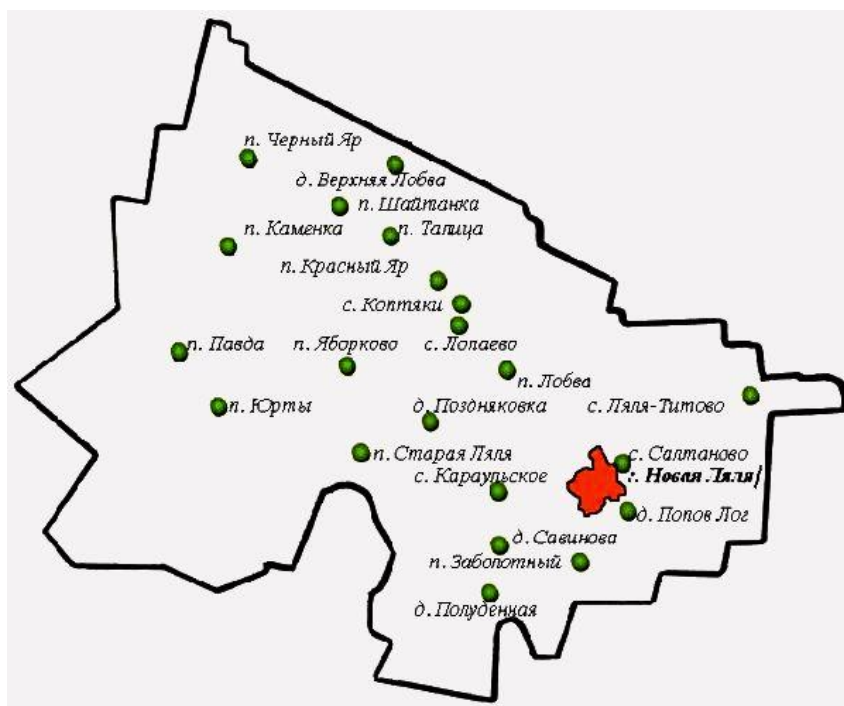 п. Черный Яр
д. Верхняя Лобва
п. Шайтанка
п. Каменка
п. Талица
п. Красный Яр
с. Коптяки
с. Лопаево
п. Павда
п. Яборково
п. Лобва
п. Юрты
д. Поздняковка
с. Ляля-Титово
п. Старая Ляля
с. Салтаново
с. Караульское
г. Новая Ляля
д. Попов Лог
д. Савинова
п. Заболотный
д. Полуденная